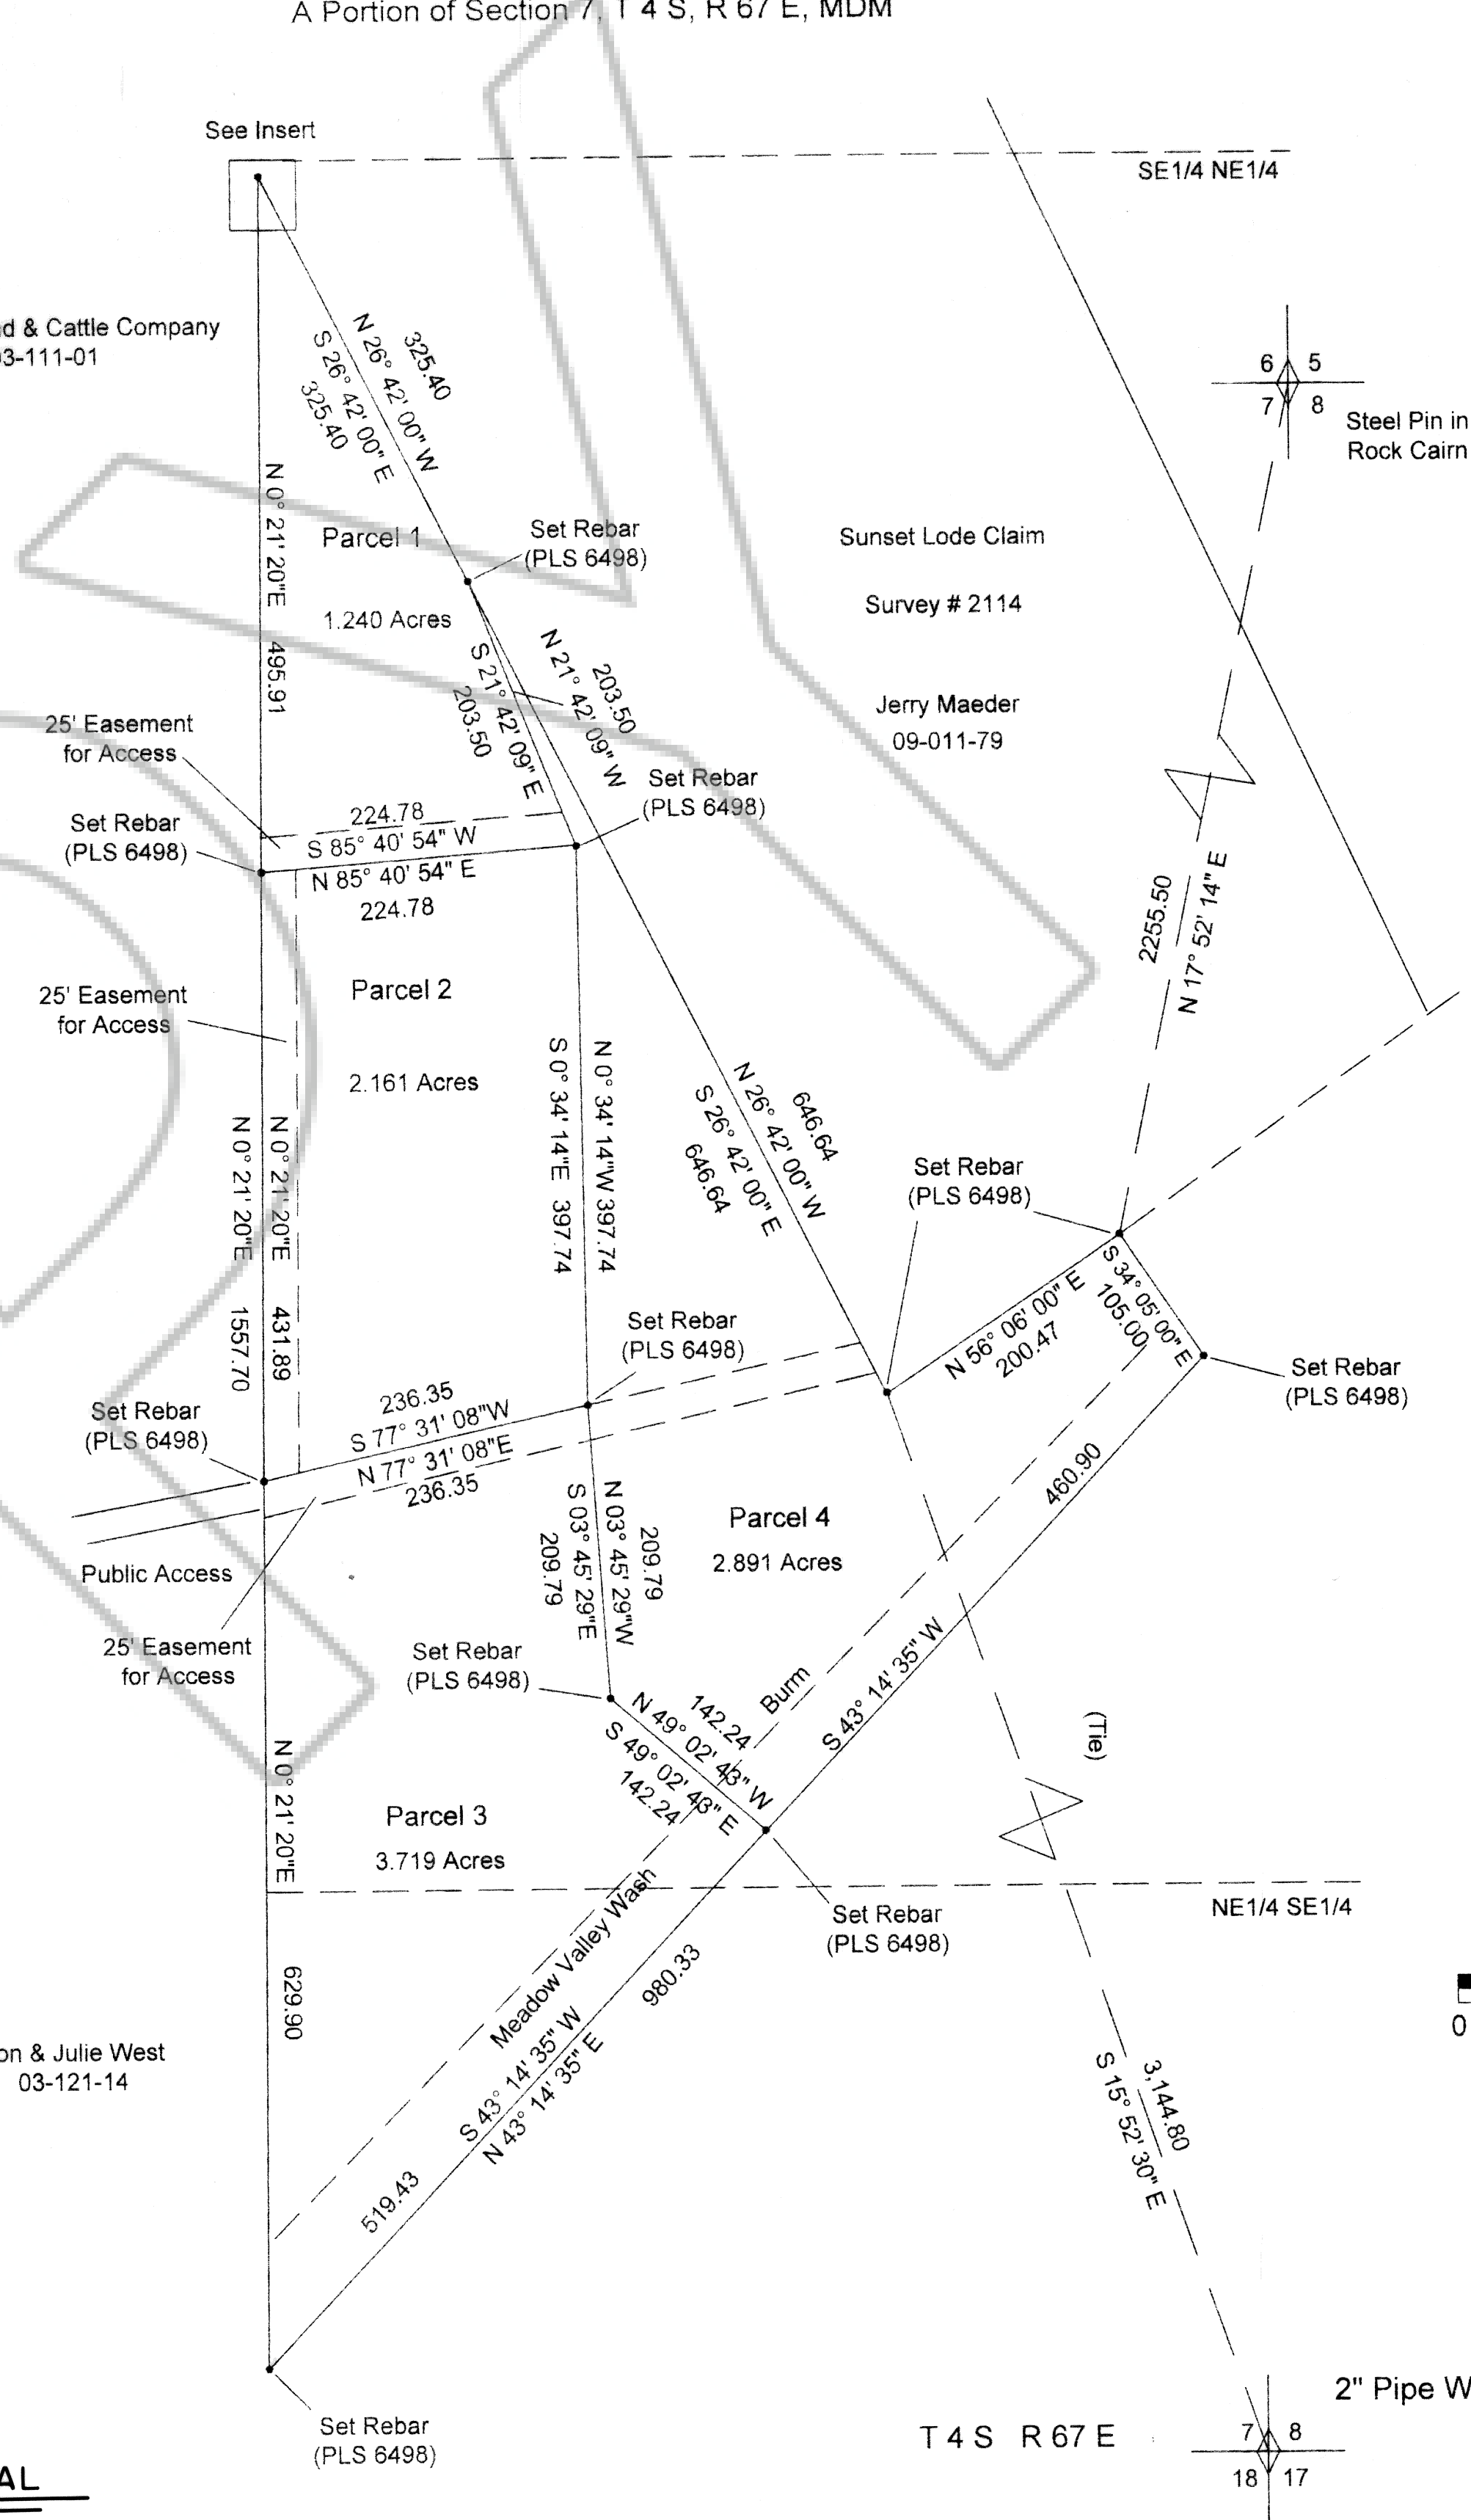 A Portion of Section 7, T 4 S, R 67 E, MDM
See Insert
SE1/4 NE1/4
d & Cattle Company
03-111-01
325.40
N 26° 42' 00" W
S 26° 42' 00" E
325.40
6 5
7 8
Steel Pin in
Rock Cairn
N 0° 21' 20"E 495.91
Parcel 1
1.240 Acres
Set Rebar
(PLS 6498)
Sunset Lode Claim
Survey # 2114
Jerry Maeder
09-011-79
203.50
N 21° 42' 09" W
S 21° 42' 09" E
203.50
25' Easement
for Access
Set Rebar
(PLS 6498)
Set Rebar
(PLS 6498)
224.78
S 85° 40' 54" W
N 85° 40' 54" E
224.78
2255.50
N 17° 52' 14" E
25' Easement
for Access
Parcel 2
2.161 Acres
S 0° 34' 14"E 397.74
N 0° 34' 14"W 397.74
646.64
N 26° 42' 00" W
S 26° 42' 00" E
646.64
N 0° 21' 20"E 1557.70
N 0° 21' 20"E 431.89
Set Rebar
(PLS 6498)
S 34° 05' 00" E
105.00
N 56° 06' 00" E
200.47
Set Rebar
(PLS 6498)
Set Rebar
(PLS 6498)
Set Rebar
(PLS 6498)
236.35
S 77° 31' 08"W
N 77° 31' 08"E
236.35
460.90
Parcel 4
2.891 Acres
209.79
N 03° 45' 29"W
S 03° 45' 29"E
209.79
Public Access
25' Easement
for Access
Set Rebar
(PLS 6498)
Burm
S 43° 14' 35" W
(Tie)
142.24
N 49° 02' 43" W
S 49° 02' 43" E
142.24
N 0° 21' 20"E
629.90
Parcel 3
3.719 Acres
Meadow Valley Wash
Set Rebar
(PLS 6498)
NE1/4 SE1/4
980.33
S 43° 14' 35" W
N 43° 14' 35" E
519.43
0
on & Julie West
03-121-14
3,144.80
S 15° 52' 30" E
Set Rebar
(PLS 6498)
2" Pipe W
T 4 S R 67 E
7 8
18 17
AL